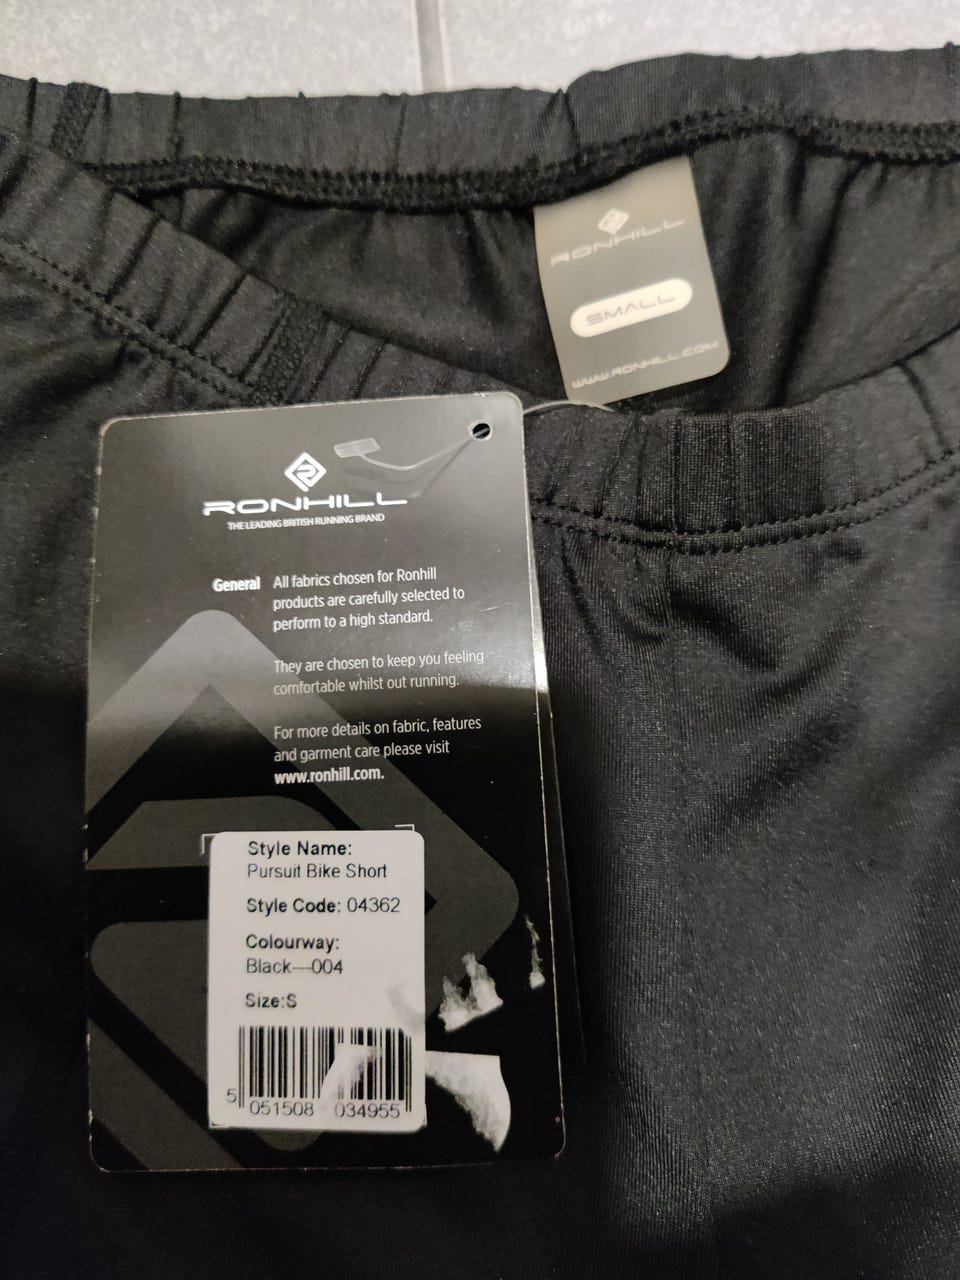 RONHILL
SMALL
WWW.RONHILL.COM
RONHILL
THE LEADING BRITISH RUNNING BRAND
General
All fabrics chosen for Ronhill
products are carefully selected to
perform to a high standard.
They are chosen to keep you feeling
comfortable whilst out running.
For more details on fabric, features
and garment care please visit
www.ronhill.com.
Style Name:
Pursuit Bike Short
Style Code: 04362
Colourway:
Black---004
Size:S
5 051508 034955